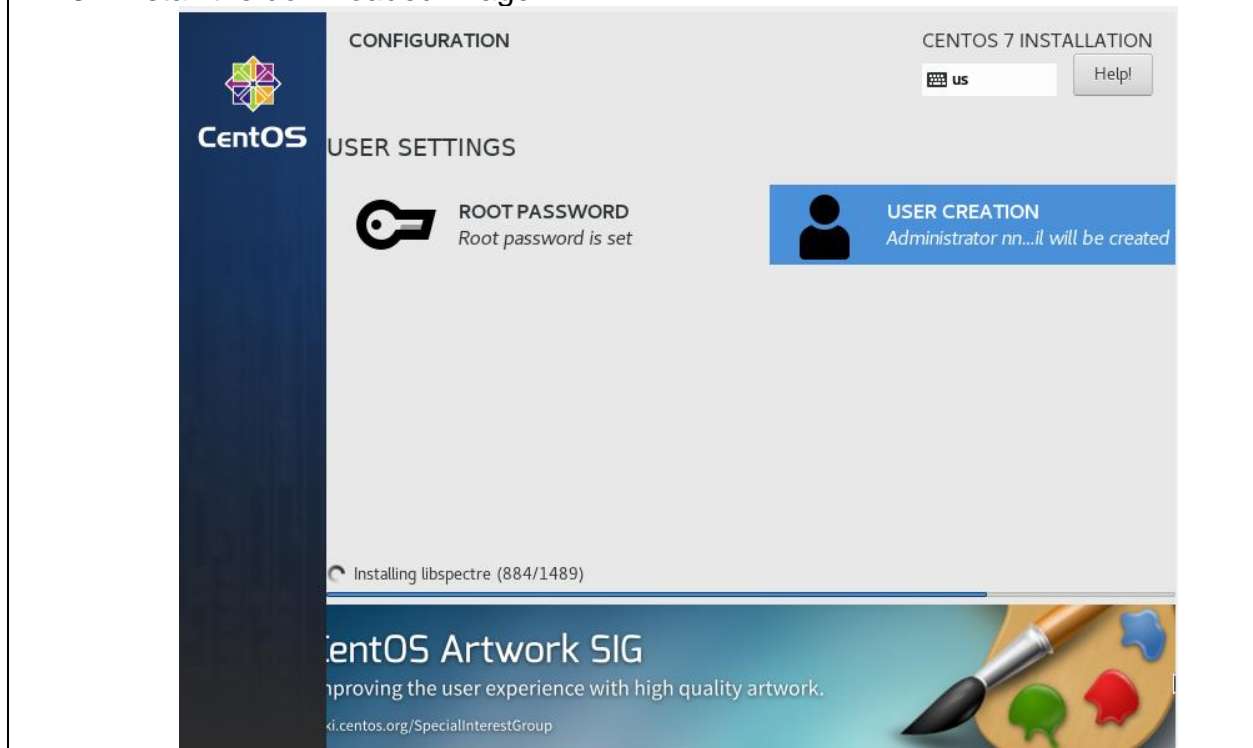 CONFIGURATION
CENTOS 7 INSTALLATION
us
Help!
CentOS
USER SETTINGS
ROOT PASSWORD
Root password is set
USER CREATION
Administrator nn...il will be created
Installing libspectre (884/1489)
entOS Artwork SIG
proving the user experience with high quality artwork.
ki.centos.org/SpecialInterestGroup